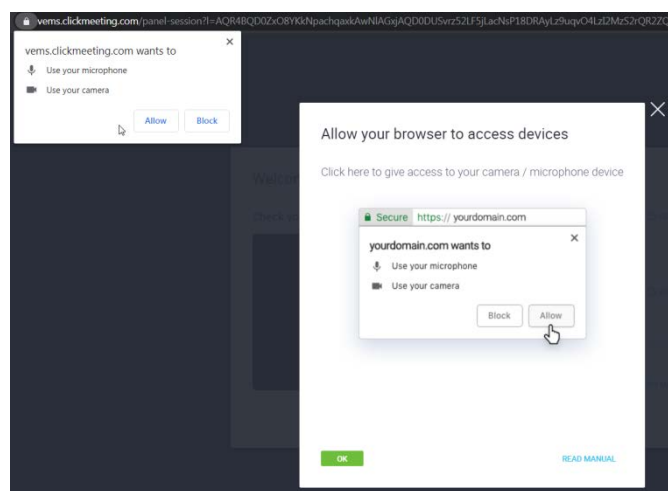 vems.clickmeeting.com/panel-session?l=
vems.clickmeeting.com wants to
Use your microphone
Use your camera
Allow Block
Allow your browser to access devices
Click here to give access to your camera / microphone device
Secure https:// yourdomain.com
yourdomain.com wants to
Use your microphone
Use your camera
Block Allow
OK READ MANUAL